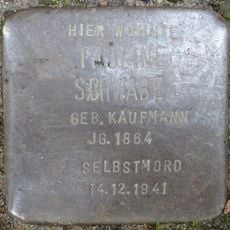 HIER WOHNTE
PAULINE
SCHWABE
GEB. KAUFMANN
JG. 1864
SELBSTMORD
14.12.1941